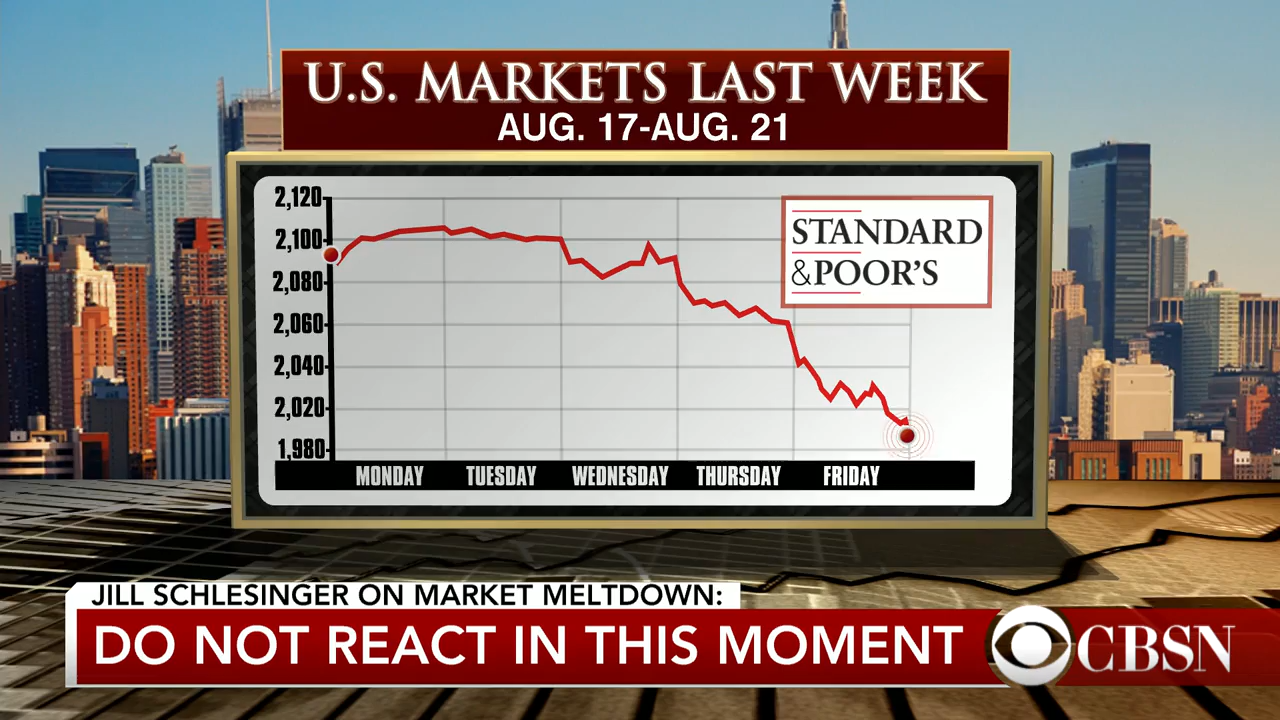 U.S. MARKETS LAST WEEK
AUG. 17-AUG. 21
STANDARD
&POOR'S
2,120
2,100
2,080
2,060
2,040
2,020
1,980
MONDAY TUESDAY WEDNESDAY THURSDAY FRIDAY
JILL SCHLESINGER ON MARKET MELTDOWN:
DO NOT REACT IN THIS MOMENT
CBSN